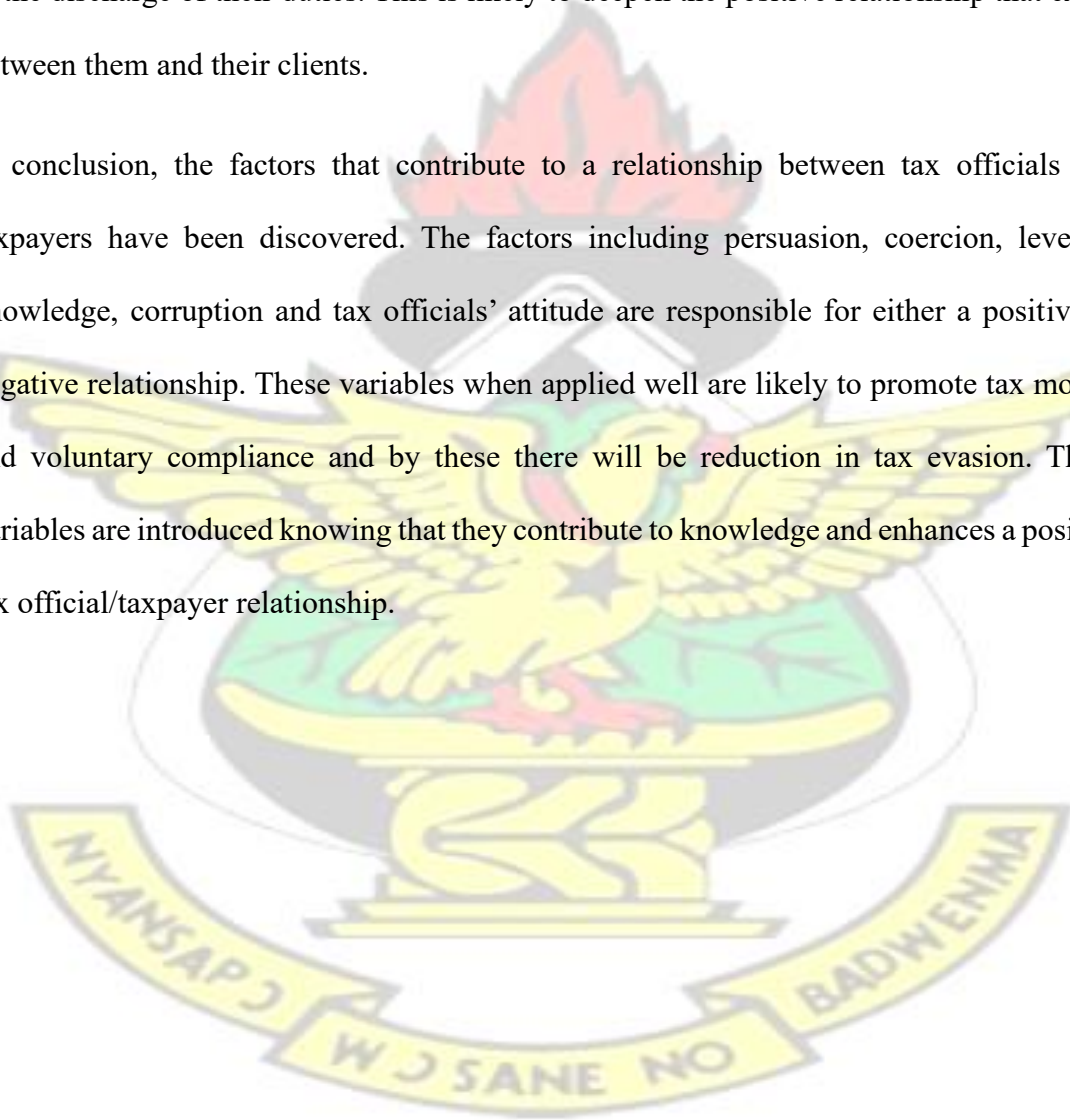 the discharge of their duties. This is likely to deepen the positive relationship that
tween them and their clients.
conclusion, the factors that contribute to a relationship between tax officials
xpayers have been discovered. The factors including persuasion, coercion, leve
nowledge, corruption and tax officials’ attitude are responsible for either a positiv
gative relationship. These variables when applied well are likely to promote tax mo
d voluntary compliance and by these there will be reduction in tax evasion. Th
riables are introduced knowing that they contribute to knowledge and enhances a posi
x official/taxpayer relationship.
NYANSAPƆ
WƆ SANE NO
BADWENMA